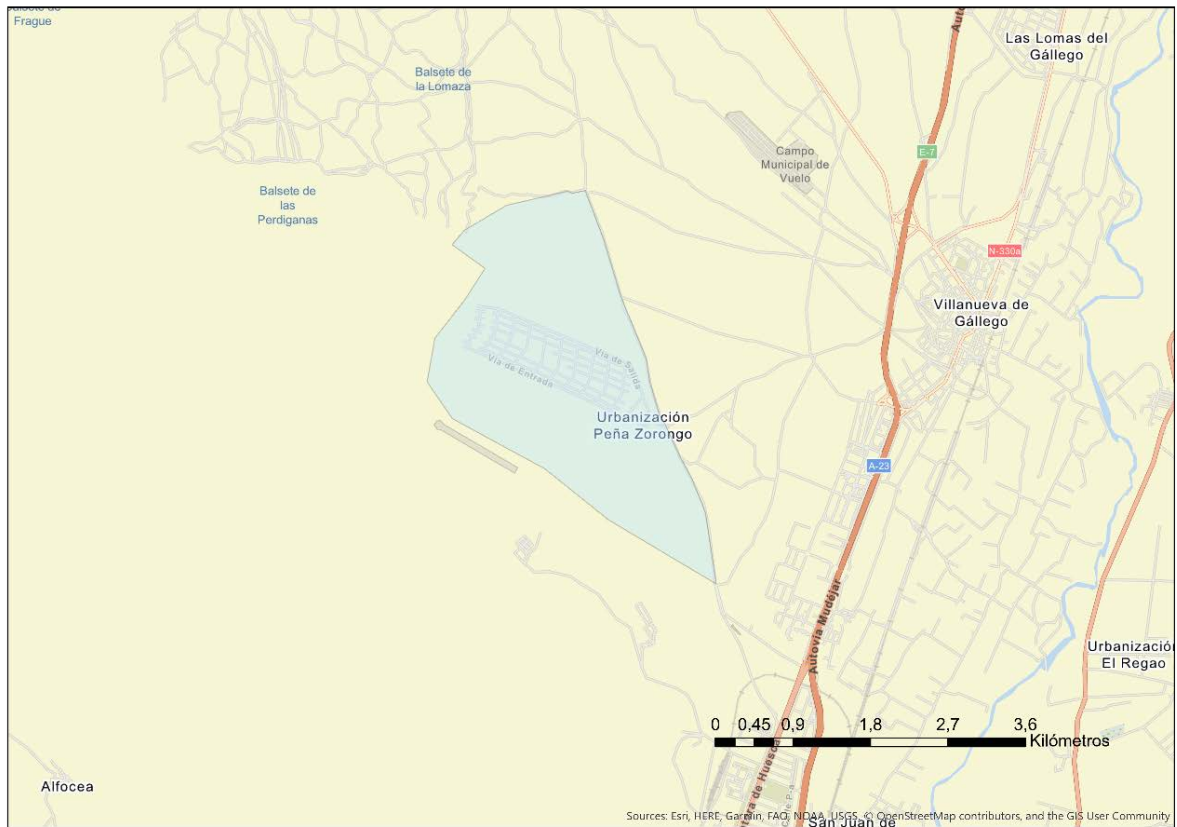 Frague
Las Lomas del
Gállego
Balsete de
la Lomaza
Campo
Municipal de
Vuelo
E-7
Balsete de
las
Perdiganas
N-330a
Villanueva de
Gállego
Vía de Salida
Vía de Entrada
Urbanización
Peña Zorongo
A-23
Autovía Mudéjar
Urbanización
El Regao
0 0,45 0,9 1,8 2,7 3,6
Kilómetros
Alfocea
San Juan de
Sources: Esri, HERE, Garmin, FAO, NOAA, USGS, © OpenStreetMap contributors, and the GIS User Community